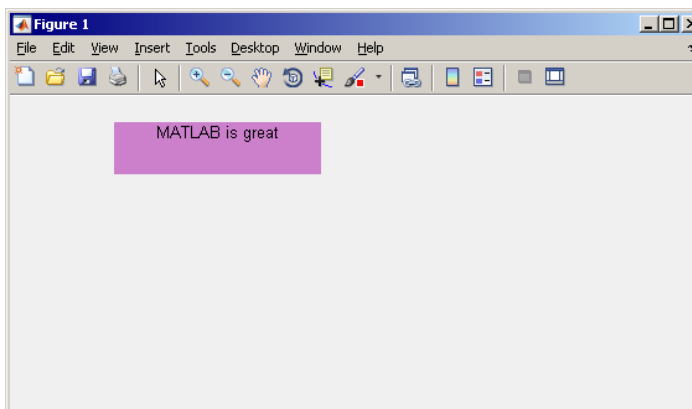 Figure 1
File Edit View Insert Tools Desktop Window Help
MATLAB is great